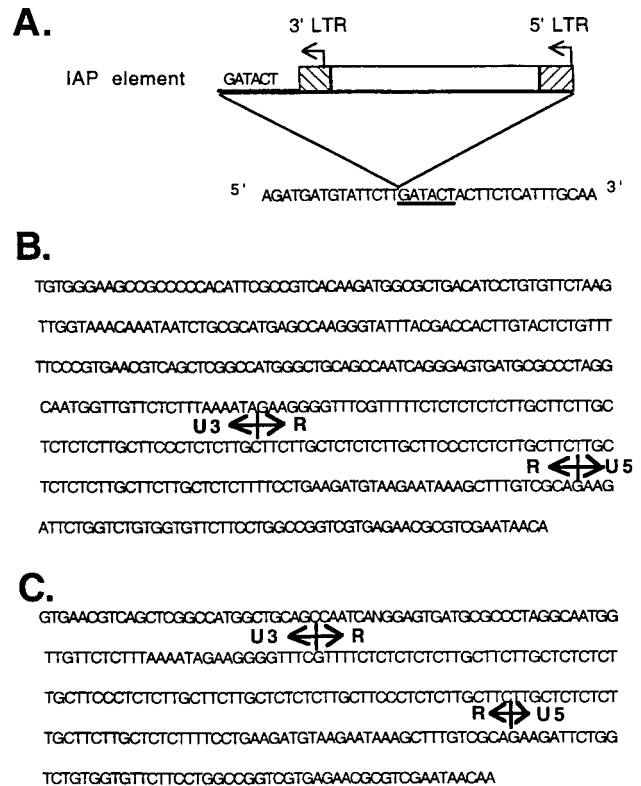 A.
3' LTR 5' LTR
IAP element GATACT
5' AGATGATGTATTCTTGATACTACTTCTCATTTGCAA 3'
B.
TGTGGGAAGCCGCCCCCACATTCGCCGTCACAAGATGGCGCTGACATCCTGTGTTCTAAG
TTGGTAAACAAATAATCTGCGCATGAGCCAAGGGTATTTACGACCACTTGTACTCTGTTT
TTCCCGTGAACGTCAGCTCGGCCATGGGCTGCAGCCAATCAGGGAGTGATGCGCCCTAGG
CAATGGTTGTTCTCTTTAAAATAGAAGGGGTTTCGTTTTTCTCTCTCTCTTGCTTCTTGC
U3 R
TCTCTCTTGCTTCCCTCTCTTGCTTCTTGCTCTCTCTTGCTTCCCTCTCTTGCTTCTTGC
R U5
TCTCTCTTGCTTCTTGCTCTCTTTTCCTGAAGATGTAAGAATAAAGCTTTGTCGCAGAAG
ATTCTGGTCTGTGGTGTTCTTCCTGGCCGGTCGTGAGAACGCGTCGAATAACA
C.
GTGAACGTCAGCTCGGCCATGGCTGCAGCCAATCANGGAGTGATGCGCCCTAGGCAATGG
U3 R
TTGTTCTCTTTAAAATAGAAGGGGTTTCGTTTTCTCTCTCTCTTGCTTCTTGCTCTCTCT
TGCTTCCCTCTCTTGCTTCTTGCTCTCTCTTGCTTCCCTCTCTTGCTTCTTGCTCTCTCT
R U5
TGCTTCTTGCTCTCTTTTCCTGAAGATGTAAGAATAAAGCTTTGTCGCAGAAGATTCTGG
TCTGTGGTGTTCTTCCTGGCCGGTCGTGAGAACGCGTCGAATAACAA